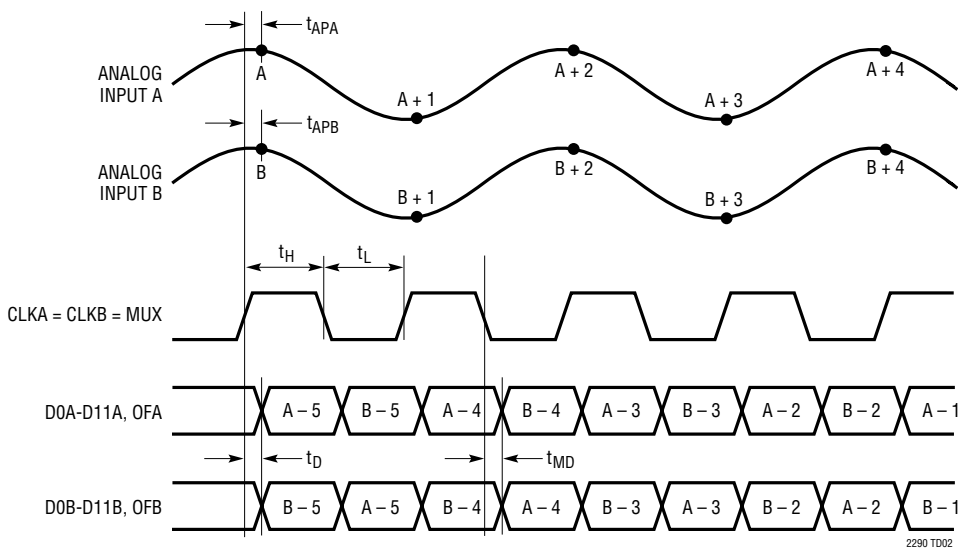 tAPA
ANALOG
INPUT A
A
A + 1
A + 2
A + 3
A + 4
tAPB
ANALOG
INPUT B
B
B + 1
B + 2
B + 3
B + 4
tH
tL
CLKA = CLKB = MUX
D0A-D11A, OFA
A – 5
B – 5
A – 4
B – 4
A – 3
B – 3
A – 2
B – 2
A – 1
tD
tMD
D0B-D11B, OFB
B – 5
A – 5
B – 4
A – 4
B – 3
A – 3
B – 2
A – 2
B – 1
2290 TD02